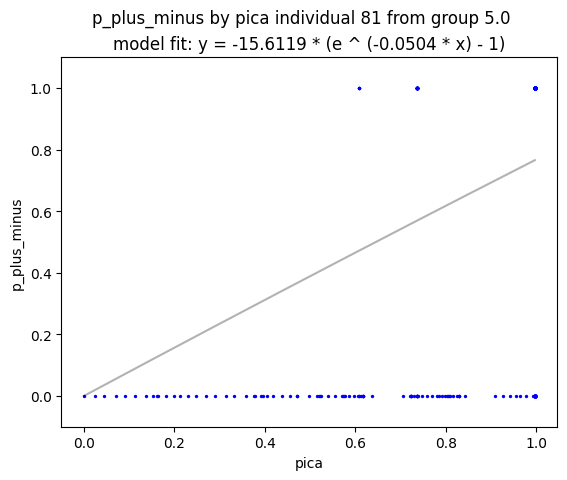 p_plus_minus by pica individual 81 from group 5.0
model fit: y = -15.6119 * (e ^ (-0.0504 * x) - 1)
1.0
0.8
0.6
0.4
0.2
0.0
p_plus_minus
0.0 0.2 0.4 0.6 0.8 1.0
pica